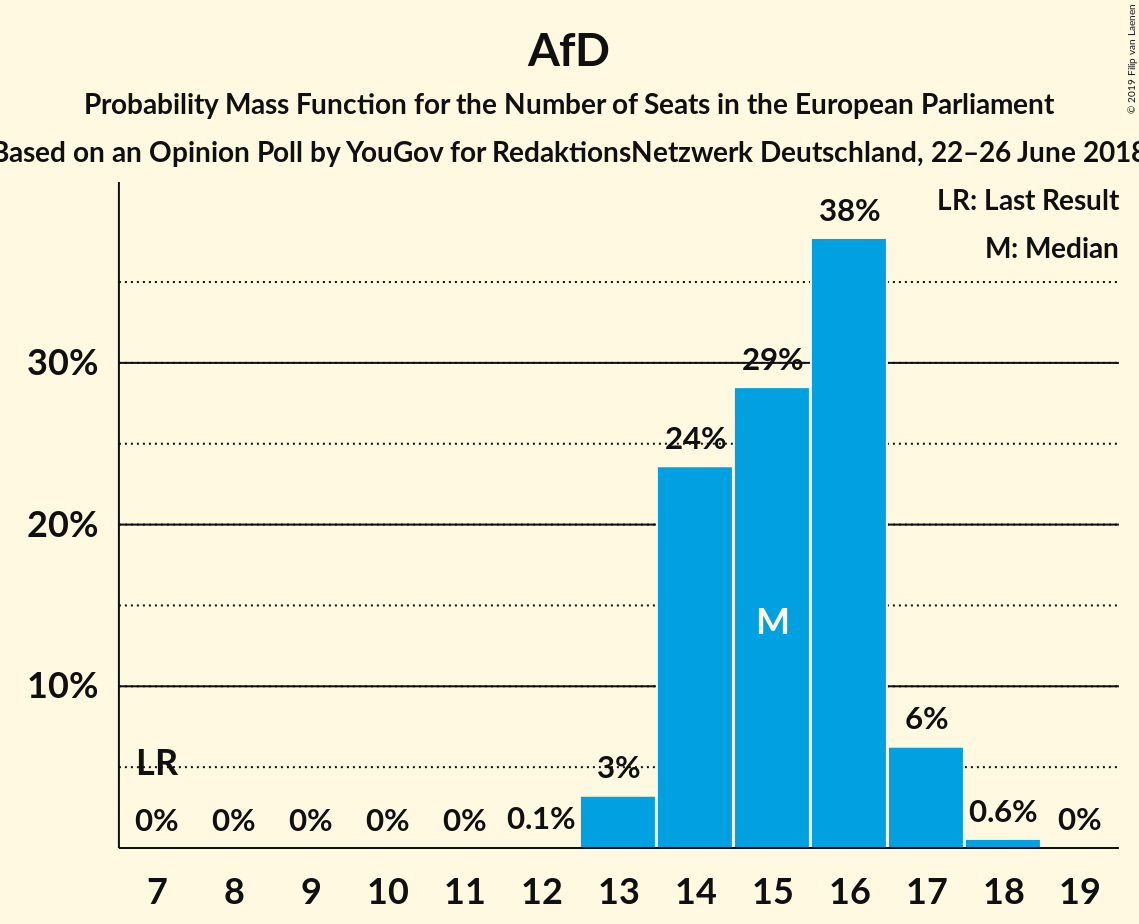 AfD
Probability Mass Function for the Number of Seats in the European Parliament
Based on an Opinion Poll by YouGov for RedaktionsNetzwerk Deutschland, 22–26 June 2018
© 2019 Filip van Laenen
LR: Last Result
M: Median
38%
30%
29%
24%
20%
M
10%
6%
LR
3%
0% 0% 0% 0% 0% 0.1% 0.6% 0%
7 8 9 10 11 12 13 14 15 16 17 18 19